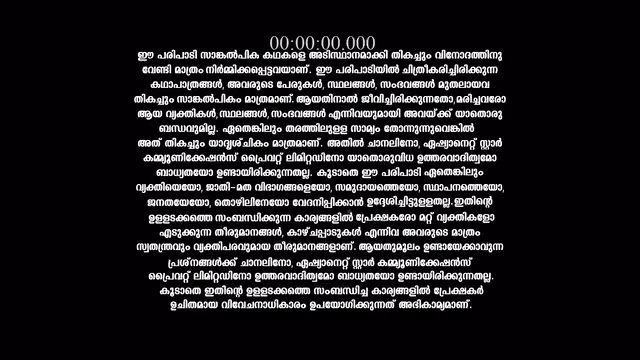 00:00:00,000
ഈ പരിപാടി സാങ്കൽപിക കഥകളെ അടിസ്ഥാനമാക്കി തികച്ചും വിനോദത്തിനു
വേണ്ടി മാത്രം നിർമ്മിക്കപ്പെട്ടവയാണ്. ഈ പരിപാടിയിൽ ചിത്രീകരിച്ചിരിക്കുന്ന
കഥാപാത്രങ്ങൾ, അവരുടെ പേരുകൾ, സ്ഥലങ്ങൾ, സംഭവങ്ങൾ മുതലായവ
തികച്ചും സാങ്കൽപികം മാത്രമാണ്. ആയതിനാൽ ജീവിച്ചിരിക്കുന്നതോ,മരിച്ചവരോ
ആയ വ്യക്തികൾ,സ്ഥലങ്ങൾ,സംഭവങ്ങൾ എന്നിവയുമായി അവയ്ക്ക് യാതൊരു
ബന്ധവുമില്ല. ഏതെങ്കിലും തരത്തിലുളള സാമ്യം തോന്നുന്നുവെങ്കിൽ
അത് തികച്ചും യാദൃശ്ചികം മാത്രമാണ്. അതിൽ ചാനലിനോ, ഏഷ്യാനെറ്റ് സ്റ്റാർ
കമ്മ്യൂണിക്കേഷൻസ് പ്രൈവറ്റ് ലിമിറ്റഡിനോ യാതൊരുവിധ ഉത്തരവാദിത്വമോ
ബാധ്യതയോ ഉണ്ടായിരിക്കുന്നതല്ല. കൂടാതെ ഈ പരിപാടി ഏതെങ്കിലും
വ്യക്തിയെയോ, ജാതി-മത വിഭാഗങ്ങളെയോ, സമുദായത്തെയോ, സ്ഥാപനത്തെയോ,
ജനതയേയോ, തൊഴിലിനേയോ വേദനിപ്പിക്കാൻ ഉദ്ദേശിച്ചിട്ടുളളതല്ല.ഇതിന്റെ
ഉളളടക്കത്തെ സംബന്ധിക്കുന്ന കാര്യങ്ങളിൽ പ്രേക്ഷകരോ മറ്റ് വ്യക്തികളോ
എടുക്കുന്ന തീരുമാനങ്ങൾ, കാഴ്ചപ്പാടുകൾ എന്നിവ അവരുടെ മാത്രം
സ്വതന്ത്രവും വ്യക്തിപരവുമായ തീരുമാനങ്ങളാണ്. ആയതുമൂലം ഉണ്ടായേക്കാവുന്ന
പ്രശ്നങ്ങൾക്ക് ചാനലിനോ, ഏഷ്യാനെറ്റ് സ്റ്റാർ കമ്മ്യൂണിക്കേഷൻസ്
പ്രൈവറ്റ് ലിമിറ്റഡിനോ ഉത്തരവാദിത്വമോ ബാധ്യതയോ ഉണ്ടായിരിക്കുന്നതല്ല.
കൂടാതെ ഇതിന്റെ ഉളളടക്കത്തെ സംബന്ധിച്ച കാര്യങ്ങളിൽ പ്രേക്ഷകർ
ഉചിതമായ വിവേചനാധികാരം ഉപയോഗിക്കുന്നത് അഭികാമ്യമാണ്.